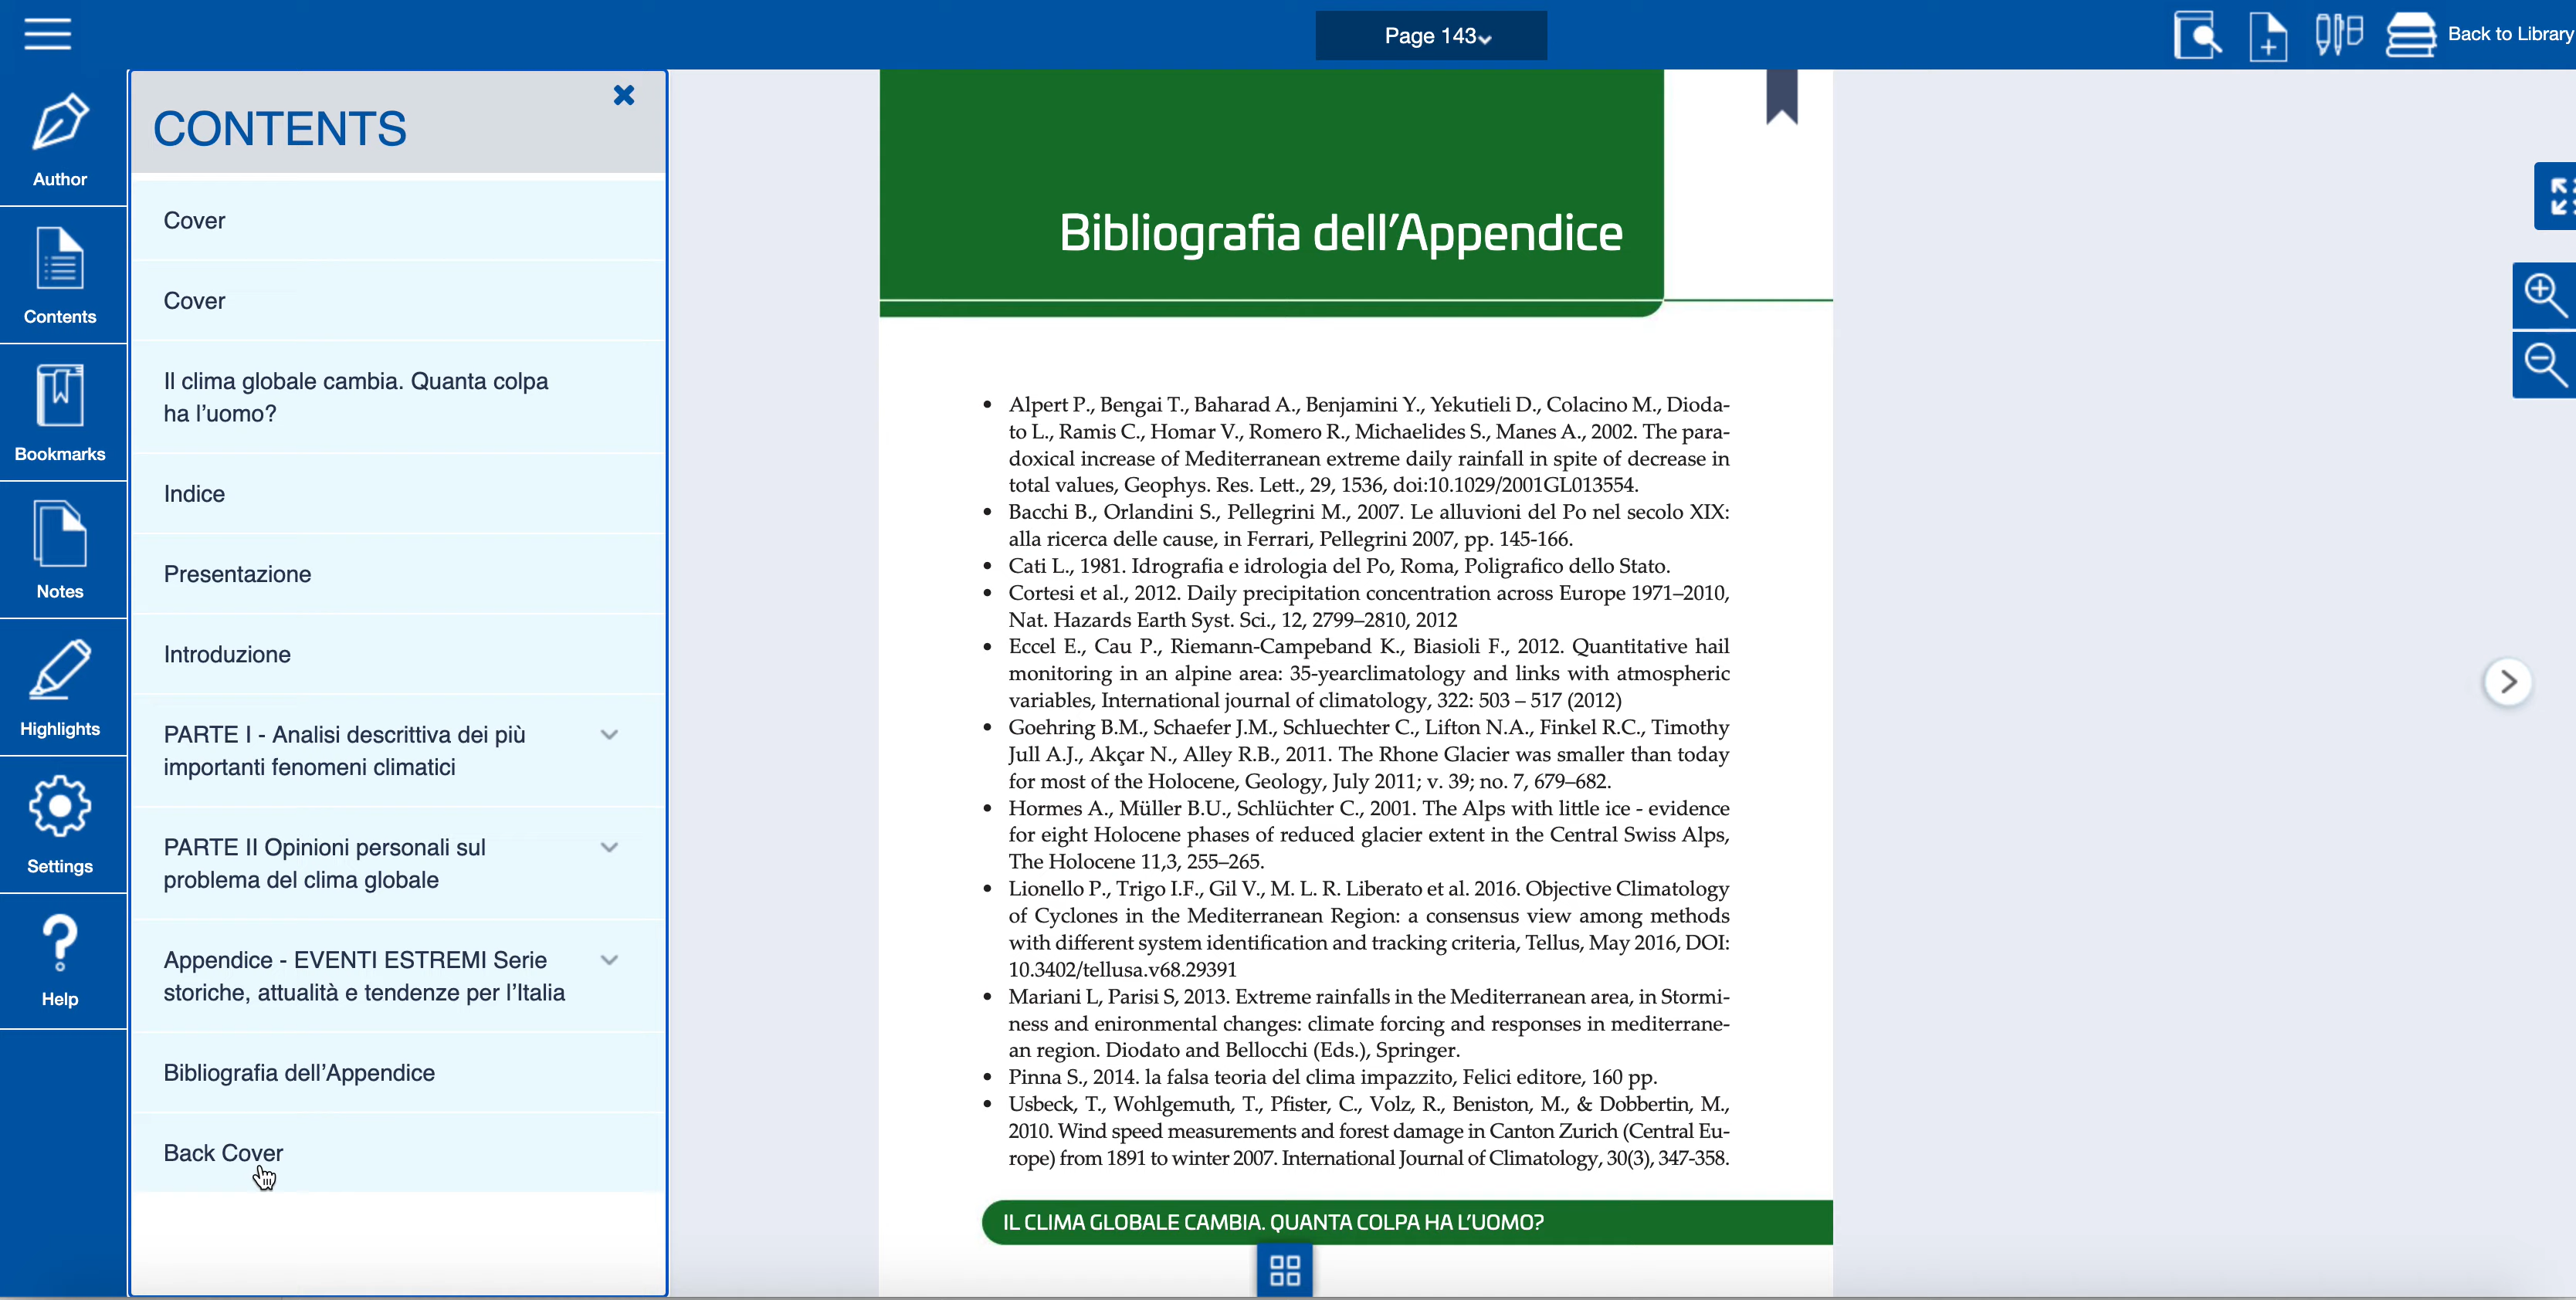 Page 143
Back to Library
Author
Contents
Bookmarks
Notes
Highlights
Settings
Help
CONTENTS
Cover
Cover
Il clima globale cambia. Quanta colpa
ha l'uomo?
Indice
Presentazione
Introduzione
PARTE I - Analisi descrittiva dei più
importanti fenomeni climatici
PARTE II Opinioni personali sul
problema del clima globale
Appendice - EVENTI ESTREMI Serie
storiche, attualità e tendenze per l'Italia
Bibliografia dell'Appendice
Back Cover
Bibliografia dell'Appendice
• Alpert P., Bengai T., Baharad A., Benjamini Y., Yekutieli D., Colacino M., Dioda-
to L., Ramis C., Homar V., Romero R., Michaelides S., Manes A., 2002. The para-
doxical increase of Mediterranean extreme daily rainfall in spite of decrease in
total values, Geophys. Res. Lett., 29, 1536, doi:10.1029/2001GL013554.
• Bacchi B., Orlandini S., Pellegrini M., 2007. Le alluvioni del Po nel secolo XIX:
alla ricerca delle cause, in Ferrari, Pellegrini 2007, pp. 145-166.
• Cati L., 1981. Idrografia e idrologia del Po, Roma, Poligrafico dello Stato.
• Cortesi et al., 2012. Daily precipitation concentration across Europe 1971–2010,
Nat. Hazards Earth Syst. Sci., 12, 2799–2810, 2012
• Eccel E., Cau P., Riemann-Campeband K., Biasioli F., 2012. Quantitative hail
monitoring in an alpine area: 35-yearclimatology and links with atmospheric
variables, International journal of climatology, 322: 503 – 517 (2012)
• Goehring B.M., Schaefer J.M., Schluechter C., Lifton N.A., Finkel R.C., Timothy
Jull A.J., Akçar N., Alley R.B., 2011. The Rhone Glacier was smaller than today
for most of the Holocene, Geology, July 2011; v. 39; no. 7, 679–682.
• Hormes A., Müller B.U., Schlüchter C., 2001. The Alps with little ice - evidence
for eight Holocene phases of reduced glacier extent in the Central Swiss Alps,
The Holocene 11,3, 255–265.
• Lionello P., Trigo I.F., Gil V., M. L. R. Liberato et al. 2016. Objective Climatology
of Cyclones in the Mediterranean Region: a consensus view among methods
with different system identification and tracking criteria, Tellus, May 2016, DOI:
10.3402/tellusa.v68.29391
• Mariani L, Parisi S, 2013. Extreme rainfalls in the Mediterranean area, in Stormi-
ness and enironmental changes: climate forcing and responses in mediterrane-
an region. Diodato and Bellocchi (Eds.), Springer.
• Pinna S., 2014. la falsa teoria del clima impazzito, Felici editore, 160 pp.
• Usbeck, T., Wohlgemuth, T., Pfister, C., Volz, R., Beniston, M., & Dobbertin, M.,
2010. Wind speed measurements and forest damage in Canton Zurich (Central Eu-
rope) from 1891 to winter 2007. International Journal of Climatology, 30(3), 347-358.
IL CLIMA GLOBALE CAMBIA. QUANTA COLPA HA L'UOMO?